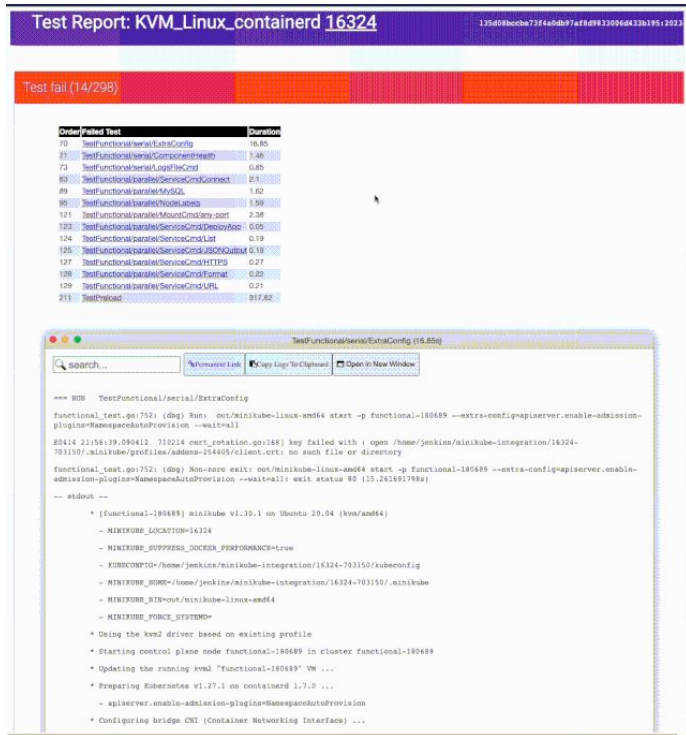 Test Report: KVM_Linux_containerd 16324
Test fail (14/298)
Order Failed Test Duration
70 TestFunctional/serial/ExtraConfig 16.85
71 TestFunctional/serial/ComponentHealth 1.46
73 TestFunctional/serial/LogsFileCmd 0.85
83 TestFunctional/parallel/ServiceCmdConnect 2.1
89 TestFunctional/parallel/MySQL 1.62
95 TestFunctional/parallel/NodeLabels 1.59
121 TestFunctional/parallel/MountCmd/any-port 2.38
123 TestFunctional/parallel/ServiceCmd/DeployApp 0.05
124 TestFunctional/parallel/ServiceCmd/List 0.19
125 TestFunctional/parallel/ServiceCmd/JSONOutput 0.19
127 TestFunctional/parallel/ServiceCmd/HTTPS 0.27
128 TestFunctional/parallel/ServiceCmd/Format 0.22
129 TestFunctional/parallel/ServiceCmd/URL 0.21
211 TestPreload 317.82
TestFunctional/serial/ExtraConfig (16.85s)
search... Permanent Link Copy Logs To Clipboard Open in New Window
=== RUN TestFunctional/serial/ExtraConfig
functional_test.go:752: (dbg) Run: out/minikube-linux-amd64 start -p functional-180689 --extra-config=apiserver.enable-admission-
plugins=NamespaceAutoProvision --wait=all
E0414 21:56:39.090412 710214 cert_rotation.go:168] key failed with : open /home/jenkins/minikube-integration/16324-
703150/.minikube/profiles/addons-254405/client.crt: no such file or directory
functional_test.go:752: (dbg) Non-zero exit: out/minikube-linux-amd64 start -p functional-180689 --extra-config=apiserver.enable-
admission-plugins=NamespaceAutoProvision --wait=all: exit status 80 (15.261691798s)
-- stdout --
* [functional-180689] minikube v1.30.1 on Ubuntu 20.04 (kvm/amd64)
- MINIKUBE_LOCATION=16324
- MINIKUBE_SUPPRESS_DOCKER_PERFORMANCE=true
- KUBECONFIG=/home/jenkins/minikube-integration/16324-703150/kubeconfig
- MINIKUBE_HOME=/home/jenkins/minikube-integration/16324-703150/.minikube
- MINIKUBE_BIN=out/minikube-linux-amd64
- MINIKUBE_FORCE_SYSTEMD=
* Using the kvm2 driver based on existing profile
* Starting control plane node functional-180689 in cluster functional-180689
* Updating the running kvm2 "functional-180689" VM ...
* Preparing Kubernetes v1.27.1 on containerd 1.7.0 ...
- apiserver.enable-admission-plugins=NamespaceAutoProvision
* Configuring bridge CNI (Container Networking Interface) ...